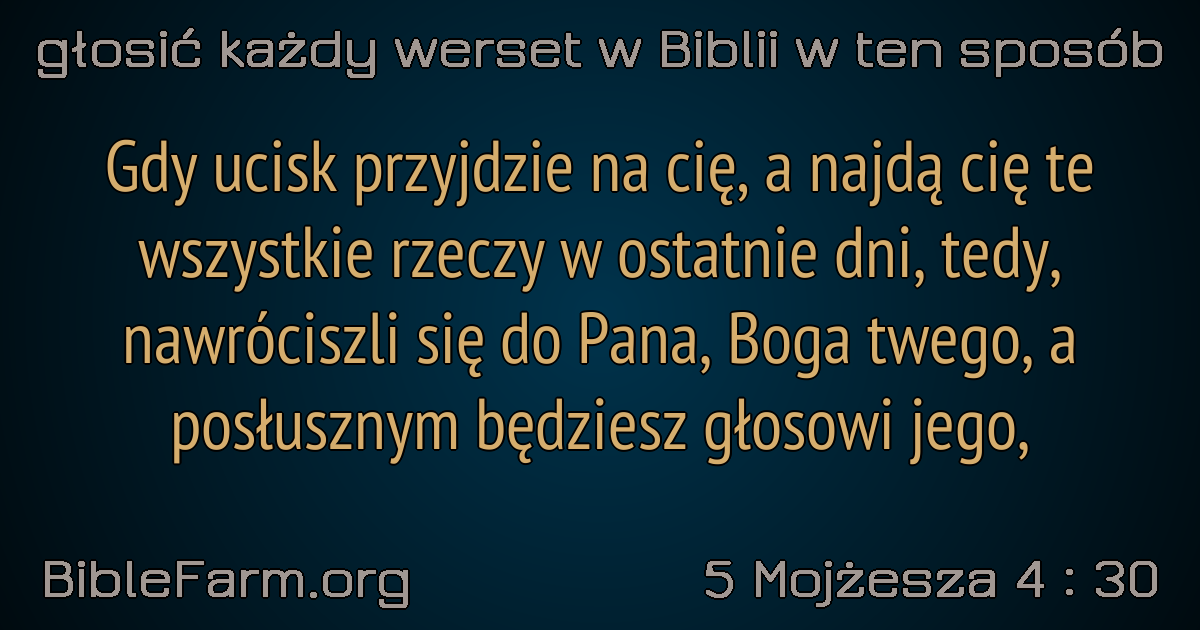 głosić każdy werset w Biblii w ten sposób
Gdy ucisk przyjdzie na cię, a najdą cię te
wszystkie rzeczy w ostatnie dni, tedy,
nawróciszli się do Pana, Boga twego, a
posłusznym będziesz głosowi jego,
BibleFarm.org
5 Mojżesza 4 : 30